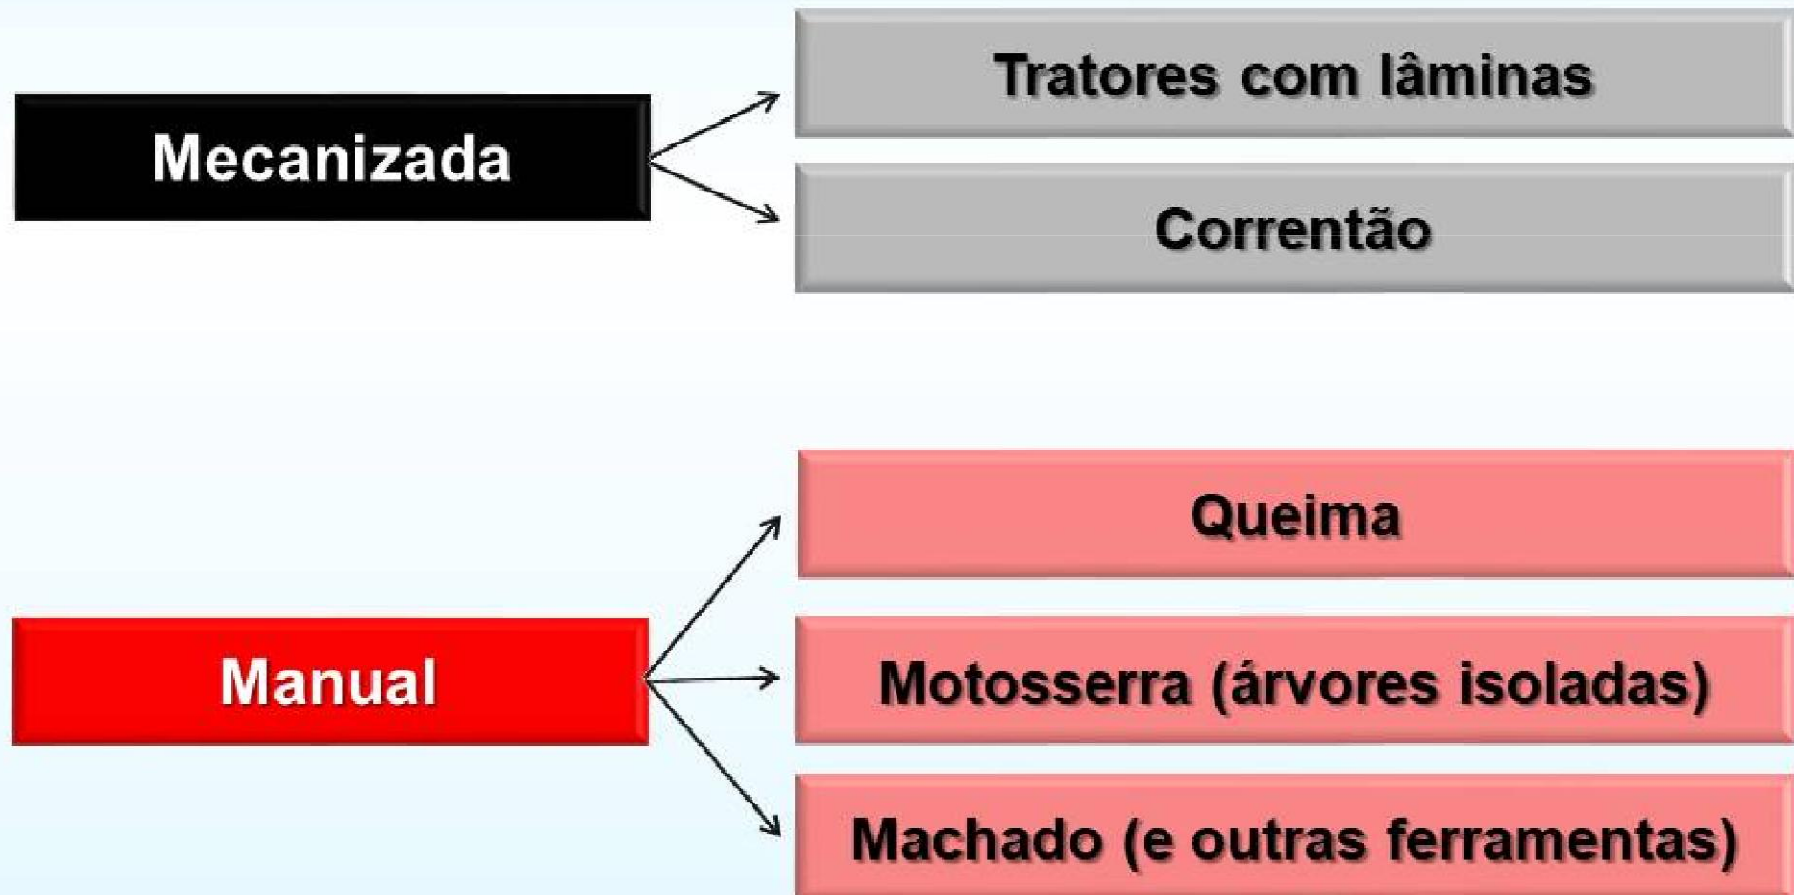 Mecanizada
Tratores com lâminas
Correntão
Manual
Queima
Motosserra (árvores isoladas)
Machado (e outras ferramentas)